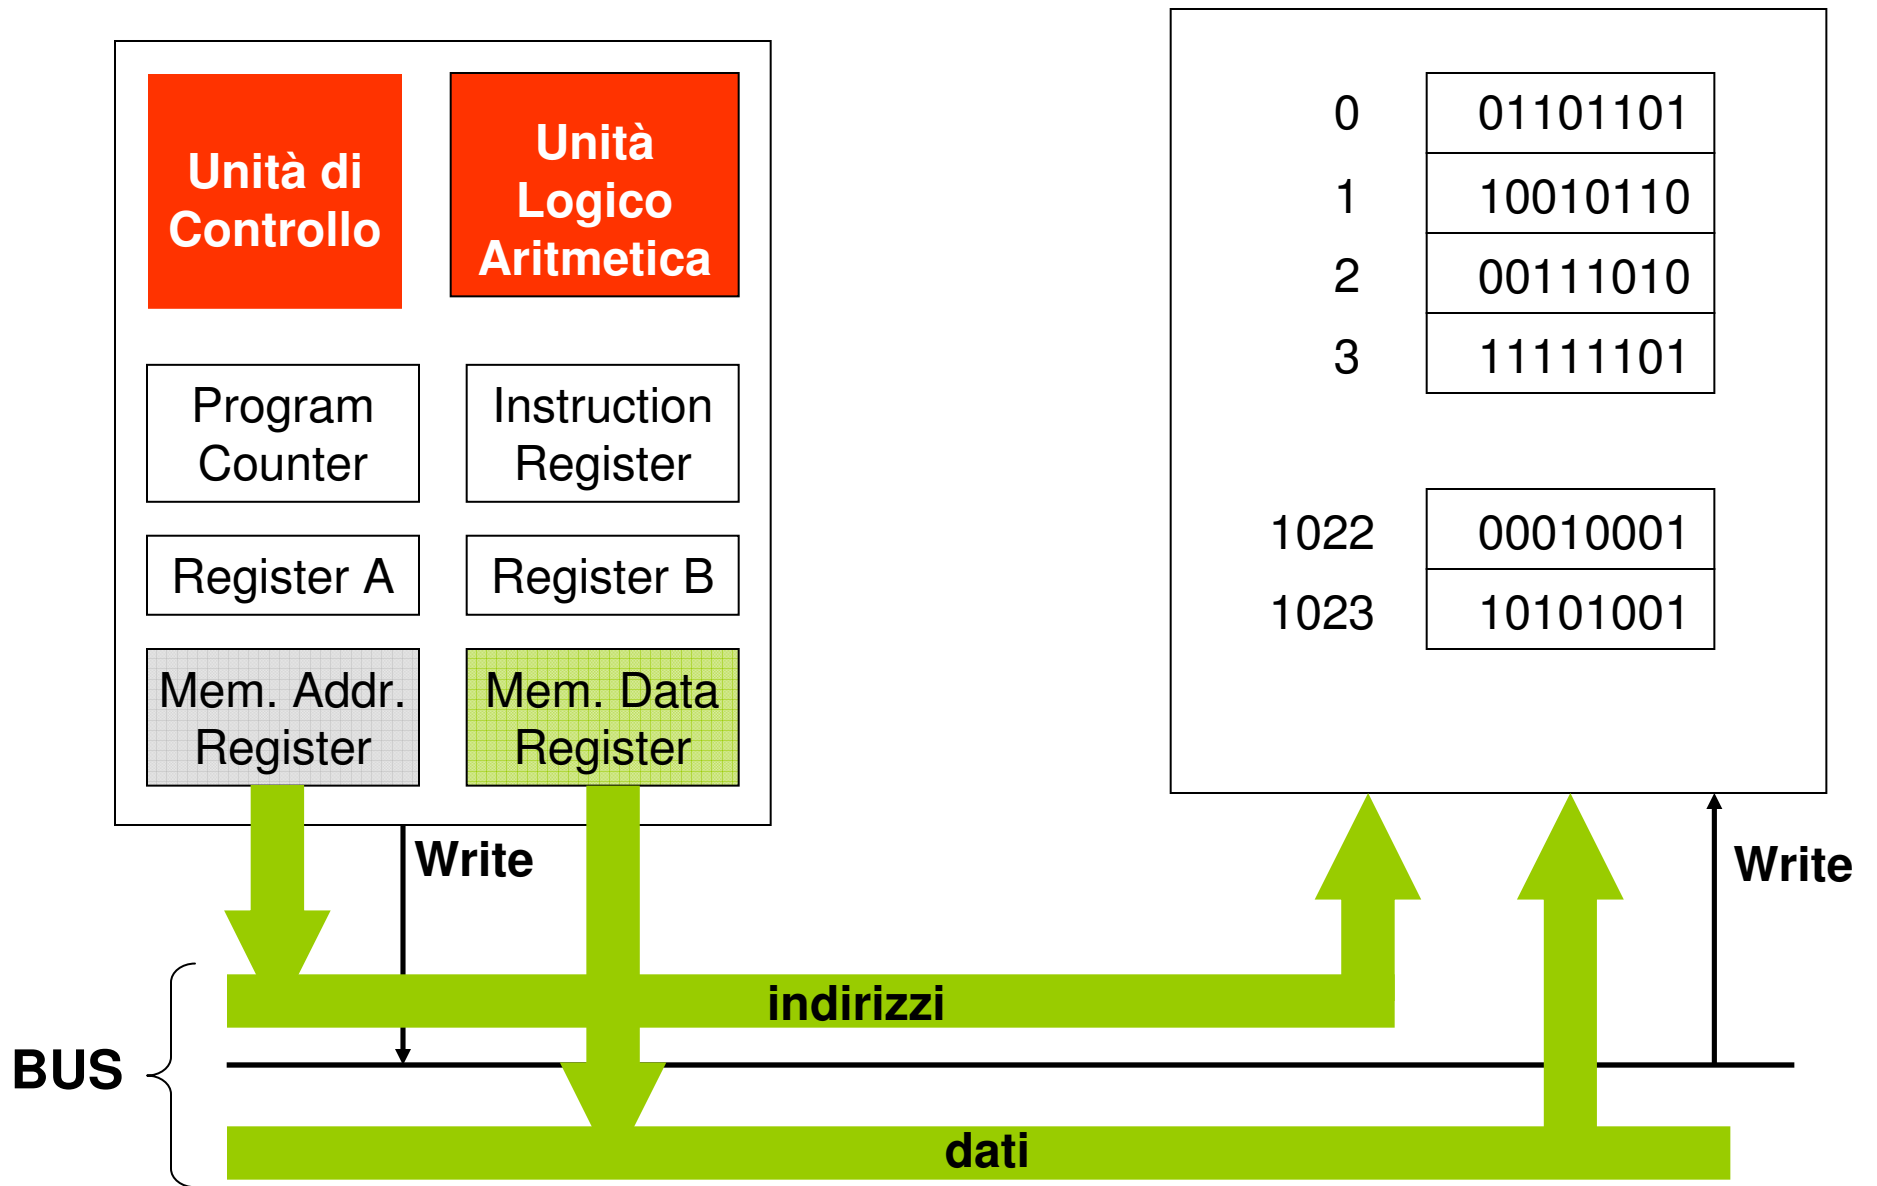 Unità di
Controllo
Unità
Logico
Aritmetica
Program
Counter
Instruction
Register
Register A
Register B
Mem. Addr.
Register
Mem. Data
Register
0 01101101
1 10010110
2 00111010
3 11111101
1022 00010001
1023 10101001
Write
Write
BUS
indirizzi
dati